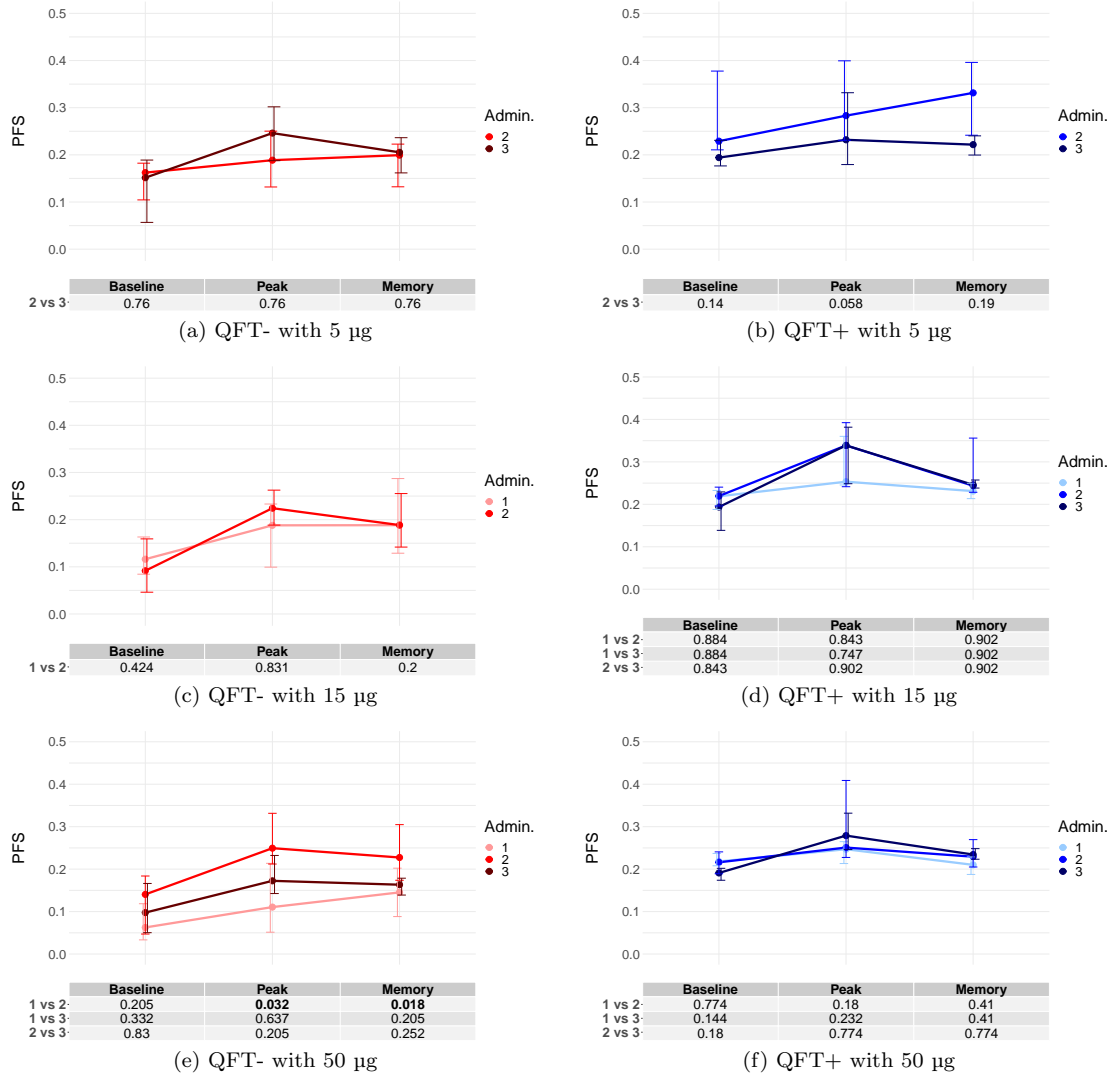 0.5
0.4
0.3
0.2
0.1
0.0
PFS
Admin.
2
3
Baseline Peak Memory
2 vs 3 0.76 0.76 0.76
(a) QFT- with 5 µg
0.5
0.4
0.3
0.2
0.1
0.0
PFS
Admin.
2
3
Baseline Peak Memory
2 vs 3 0.14 0.058 0.19
(b) QFT+ with 5 µg
0.5
0.4
0.3
0.2
0.1
0.0
PFS
Admin.
1
2
Baseline Peak Memory
1 vs 2 0.424 0.831 0.2
(c) QFT- with 15 µg
0.5
0.4
0.3
0.2
0.1
0.0
PFS
Admin.
1
2
3
Baseline Peak Memory
1 vs 2 0.884 0.843 0.902
1 vs 3 0.884 0.747 0.902
2 vs 3 0.843 0.902 0.902
(d) QFT+ with 15 µg
0.5
0.4
0.3
0.2
0.1
0.0
PFS
Admin.
1
2
3
Baseline Peak Memory
1 vs 2 0.205 0.032 0.018
1 vs 3 0.332 0.637 0.205
2 vs 3 0.83 0.205 0.252
(e) QFT- with 50 µg
0.5
0.4
0.3
0.2
0.1
0.0
PFS
Admin.
1
2
3
Baseline Peak Memory
1 vs 2 0.774 0.18 0.41
1 vs 3 0.144 0.232 0.41
2 vs 3 0.18 0.774 0.774
(f) QFT+ with 50 µg